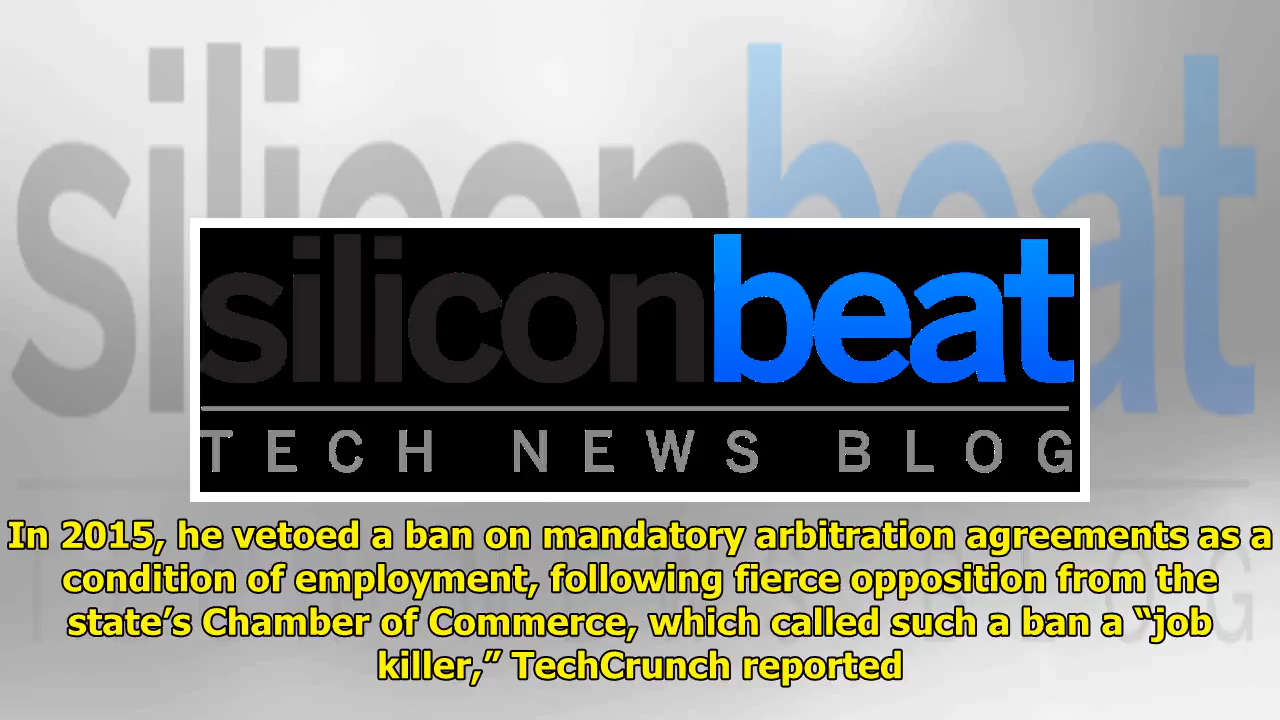 siliconbeat
siliconbeat
TECH NEWS BLOG
In 2015, he vetoed a ban on mandatory arbitration agreements as a
condition of employment, following fierce opposition from the
state’s Chamber of Commerce, which called such a ban a “job
killer,” TechCrunch reported